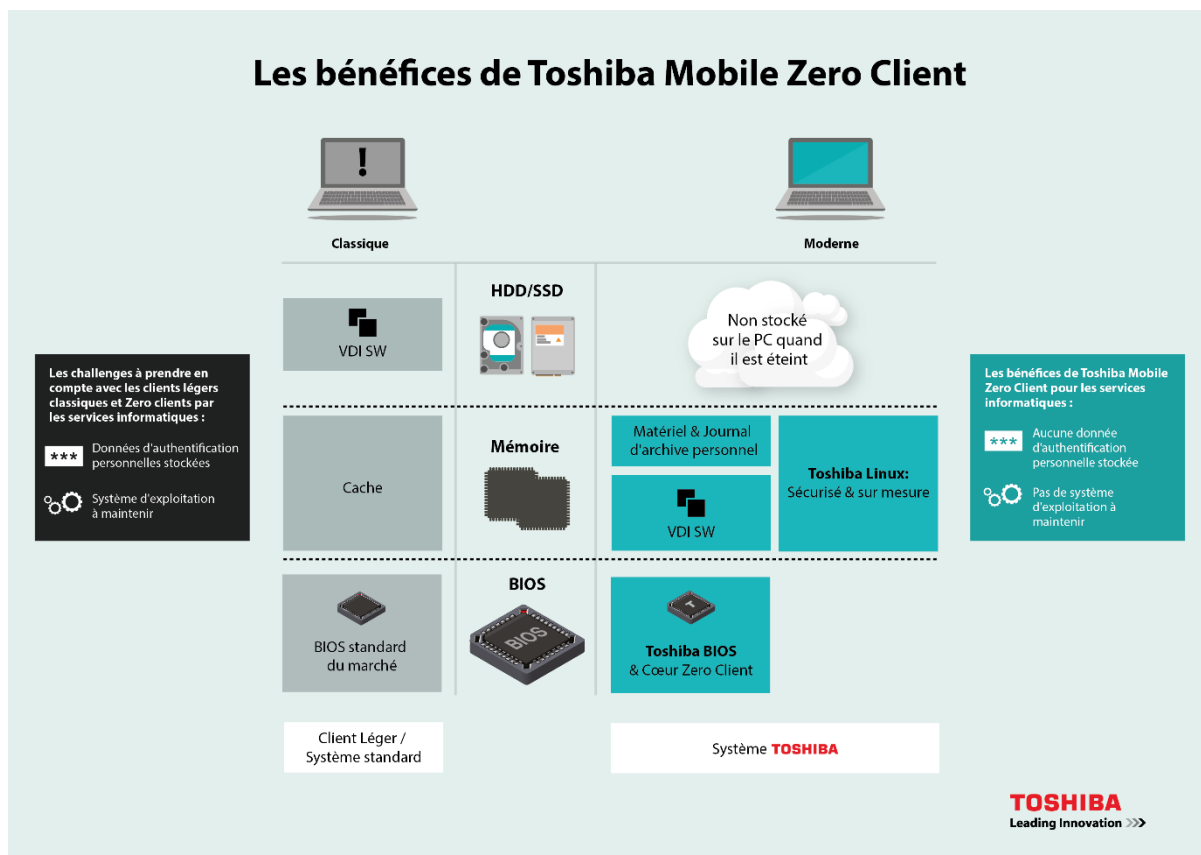 Les bénéfices de Toshiba Mobile Zero Client
!
Classique
Moderne
HDD/SSD
VDI SW
Non stocké
sur le PC quand
il est éteint
Les challenges à prendre en
compte avec les clients légers
classiques et Zero clients par
les services informatiques :
***
Données d'authentification
personnelles stockées
Système d'exploitation
à maintenir
Cache
Mémoire
Matériel & Journal
d'archive personnel
VDI SW
Toshiba Linux:
Sécurisé & sur mesure
Les bénéfices de Toshiba Mobile
Zero Client pour les services
informatiques :
***
Aucune donnée
d'authentification
personnelle stockée
Pas de système
d'exploitation à
maintenir
BIOS standard
du marché
BIOS
BIOS
T
Toshiba BIOS
& Cœur Zero Client
Client Léger /
Système standard
Système TOSHIBA
TOSHIBA
Leading Innovation >>>